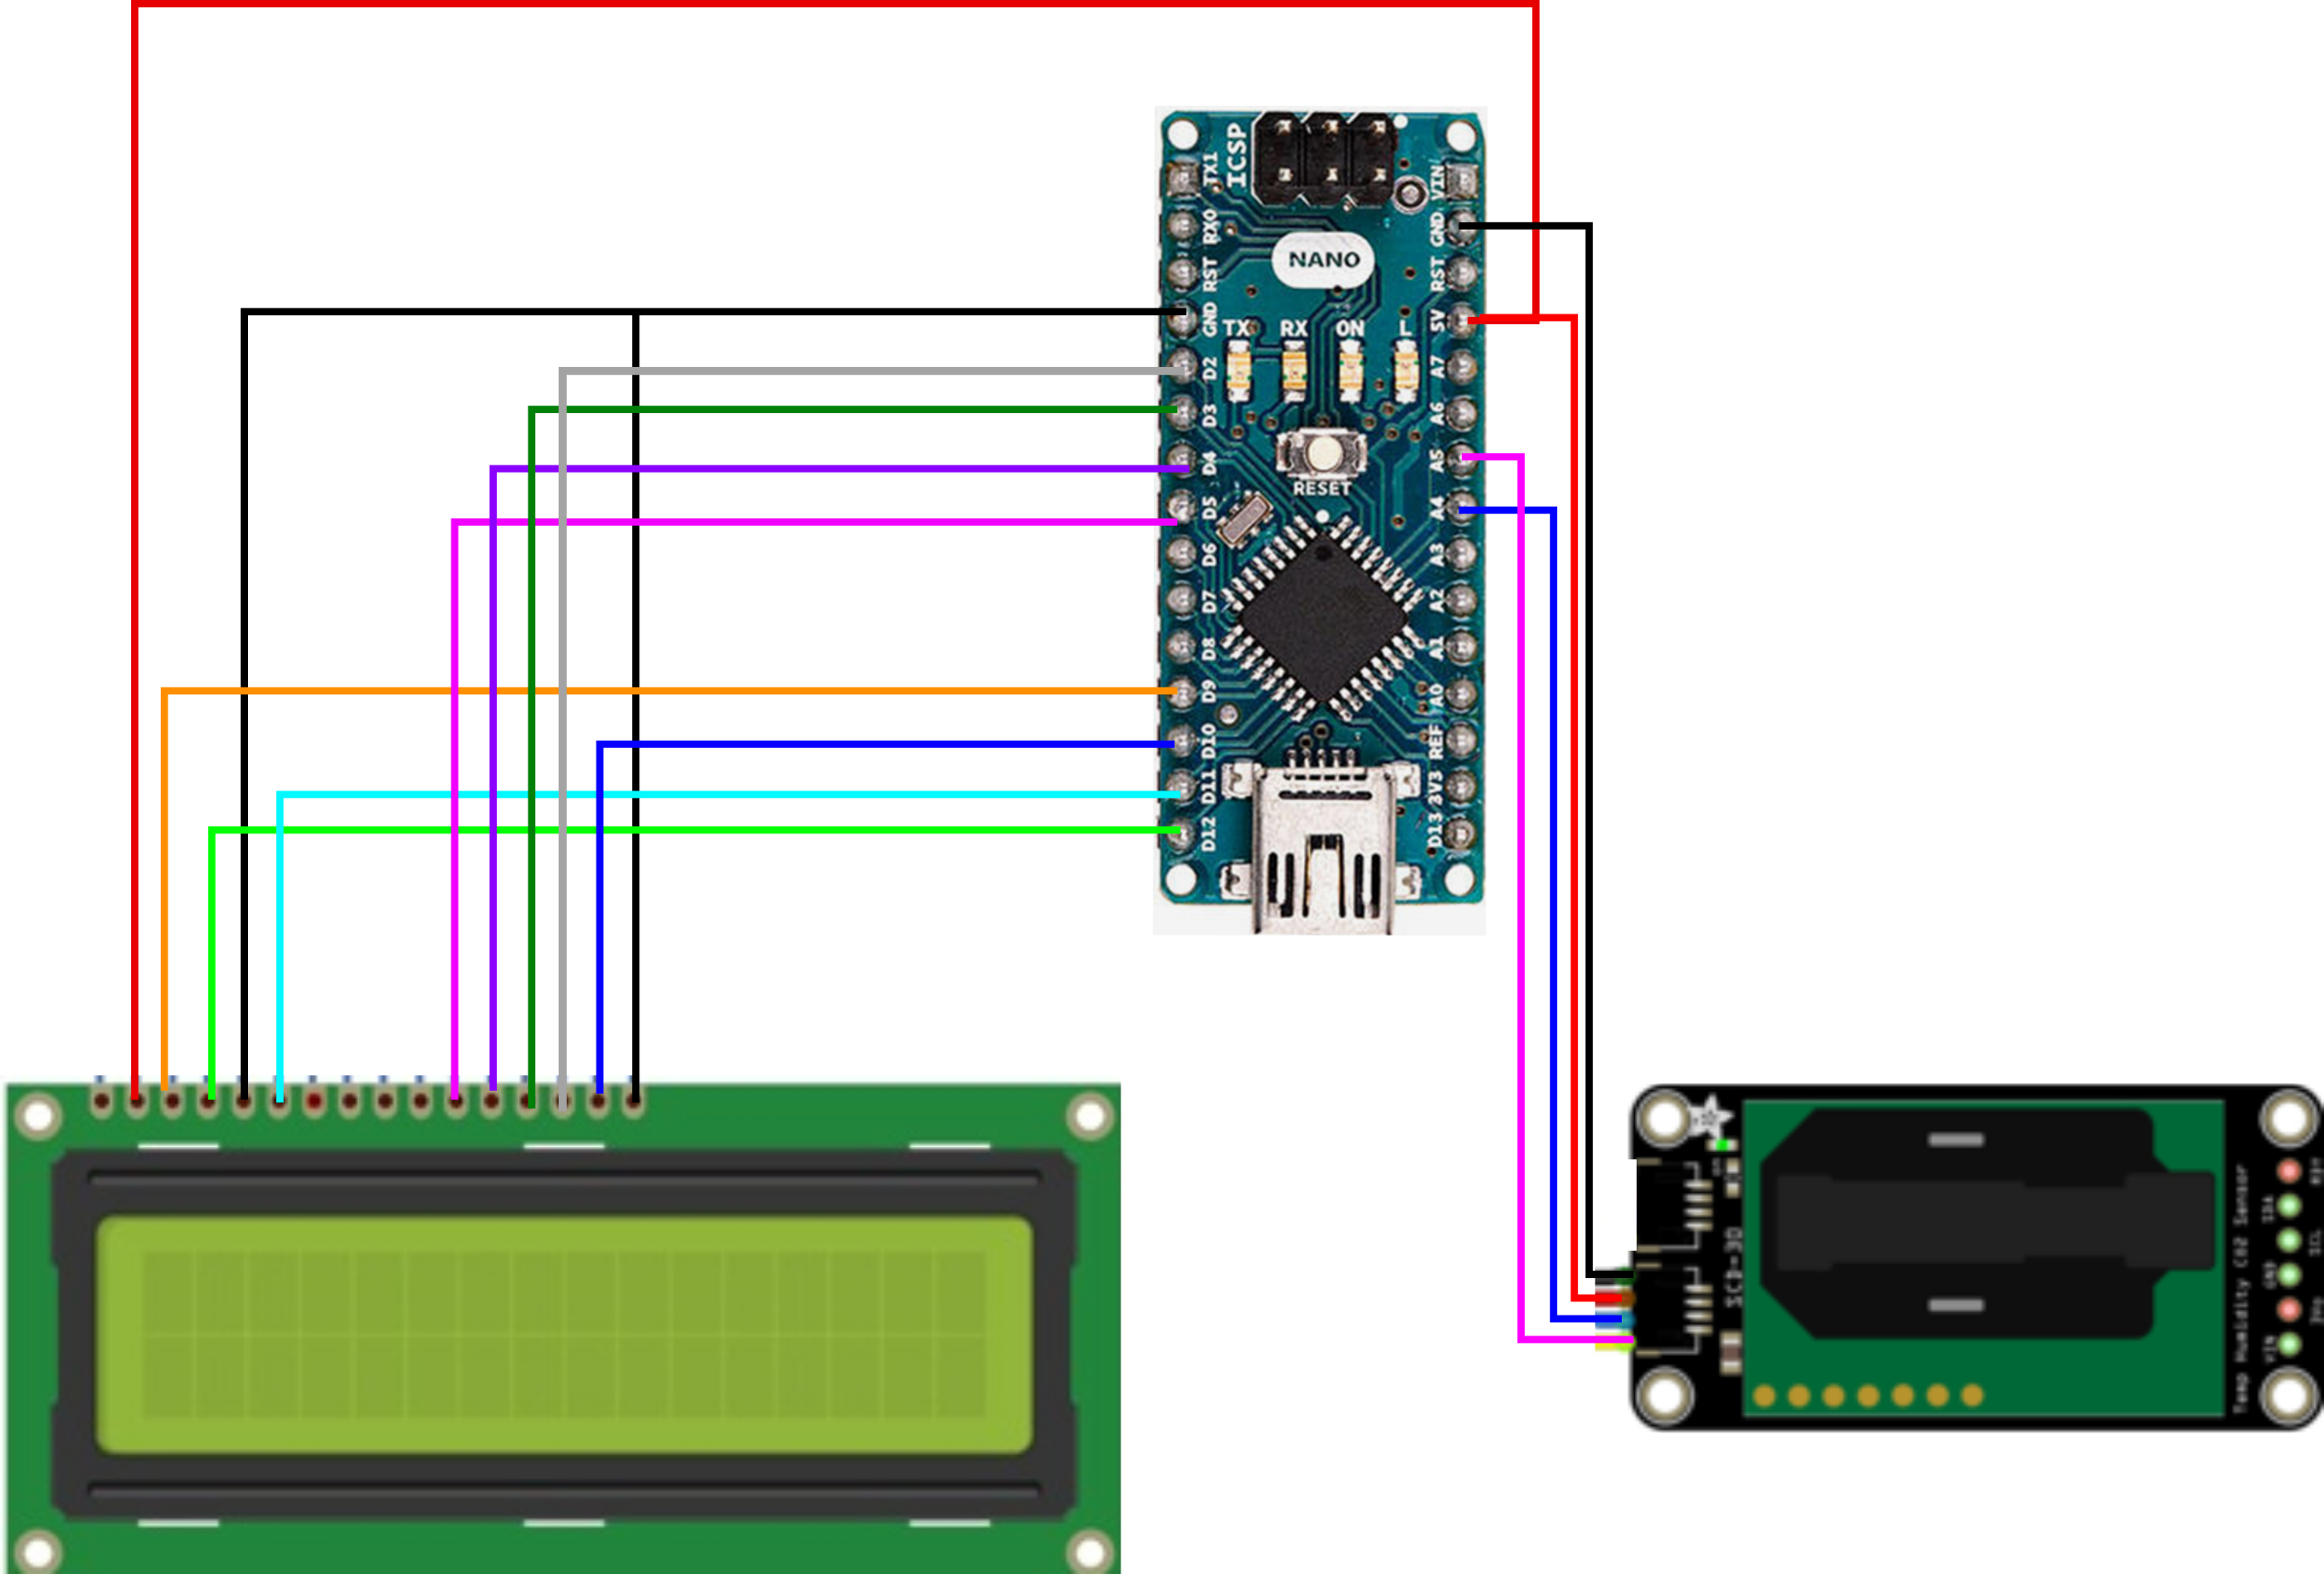 ICSP
TX1
RX0
RST
GND
D2
D3
D4
D5
D6
D7
D8
D9
D10
D11
D12
NANO
TX RX ON L
RESET
VIN
GND
RST
5V
A7
A6
A5
A4
A3
A2
A1
A0
REF
3V3
D13
SCD-30
Temp Humidity CO2 Sensor
SDA
SCL
GND
VIN